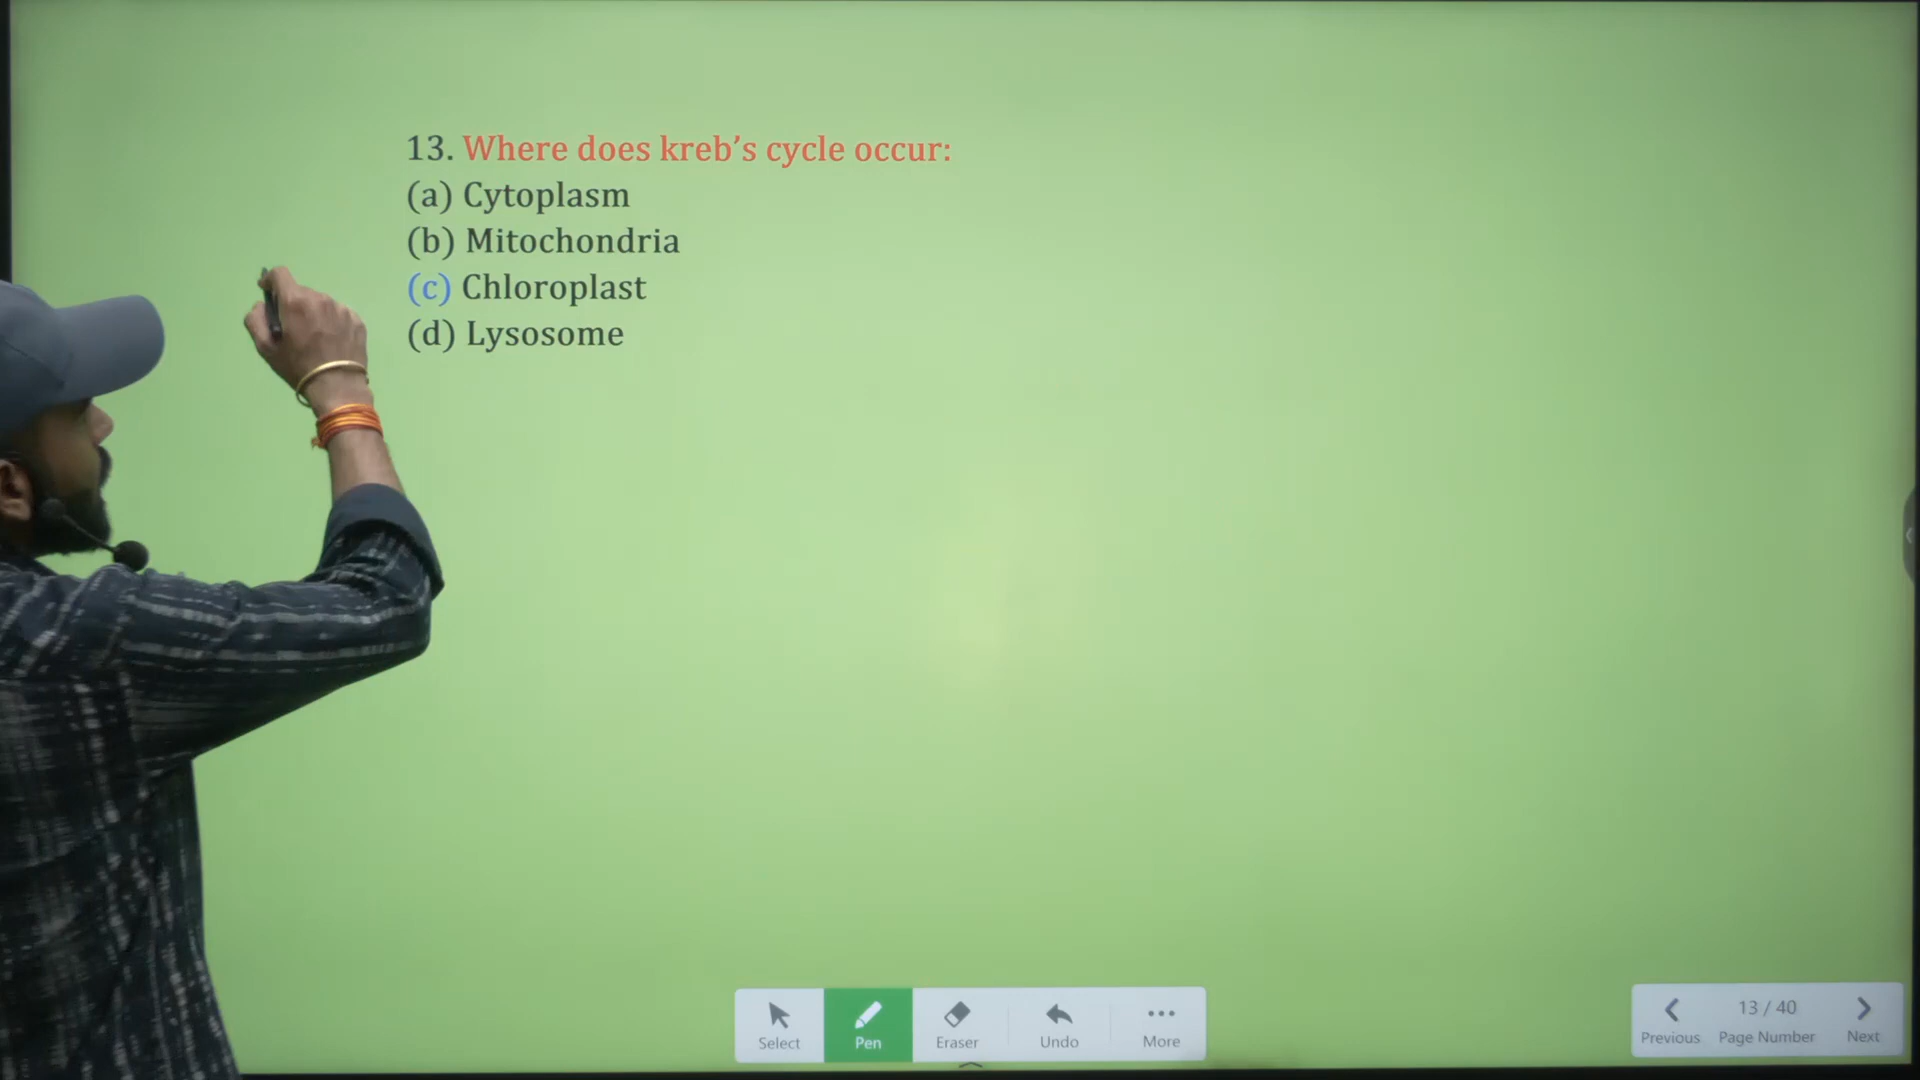 13. Where does kreb’s cycle occur:
(a) Cytoplasm
(b) Mitochondria
(c) Chloroplast
(d) Lysosome
Select
Pen
Eraser
Undo
More
13 / 40
Previous
Page Number
Next